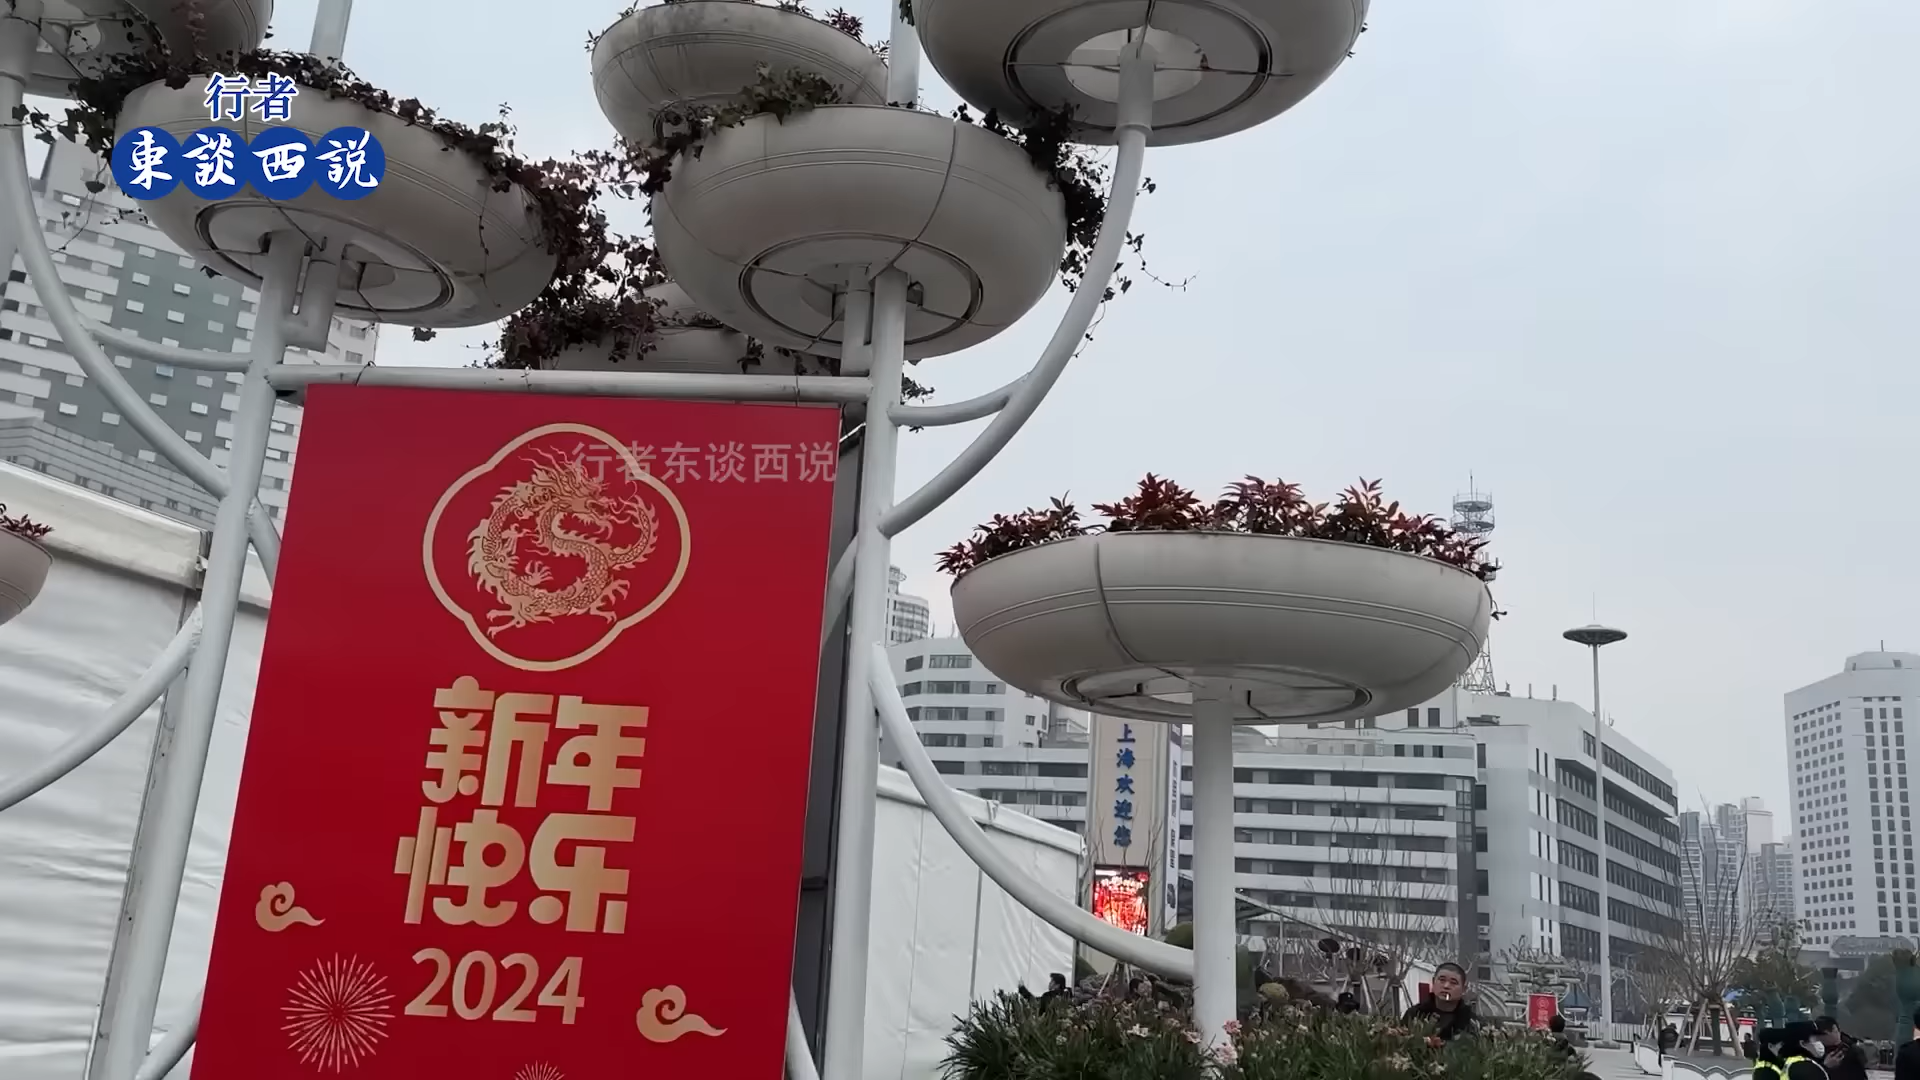 行者
東談西説
行者东谈西说
新年
快乐
2024
上海欢迎您